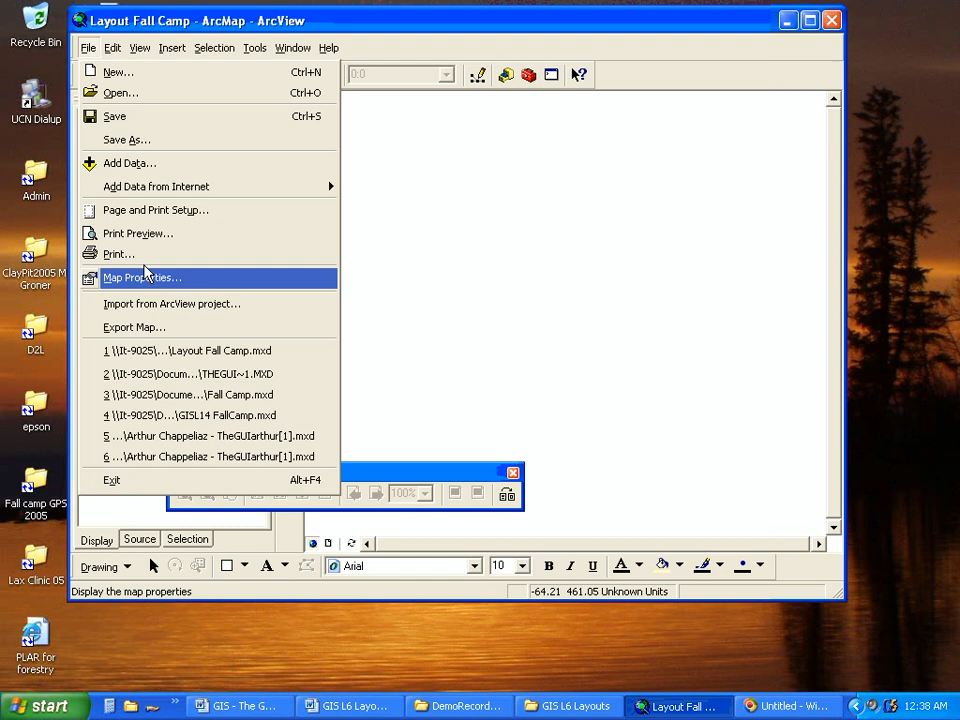 Recycle Bin
UCN Dialup
Admin
ClayPit2005 M
Groner
D2L
epson
Fall camp GPS
2005
Lax Clinic 05
PLAR for
forestry
Layout Fall Camp - ArcMap - ArcView
File Edit View Insert Selection Tools Window Help
0:0
New... Ctrl+N
Open... Ctrl+O
Save Ctrl+S
Save As...
Add Data...
Add Data from Internet
Page and Print Setup...
Print Preview...
Print...
Map Properties...
Import from ArcView project...
Export Map...
1 \\It-9025\...\Layout Fall Camp.mxd
2 \\It-9025\Docum...\THEGUI~1.MXD
3 \\It-9025\Docume...\Fall Camp.mxd
4 \\It-9025\D...\GISL14 FallCamp.mxd
5 ...\Arthur Chappeliaz - TheGUIarthur[1].mxd
6 ...\Arthur Chappeliaz - TheGUIarthur[1].mxd
Exit Alt+F4
100%
Display Source Selection
Drawing A Arial 10 B I U A
Display the map properties -64.21 461.05 Unknown Units
start GIS - The G... GIS L6 Layo... DemoRecord... GIS L6 Layouts Layout Fall ... Untitled - Wi... 12:38 AM